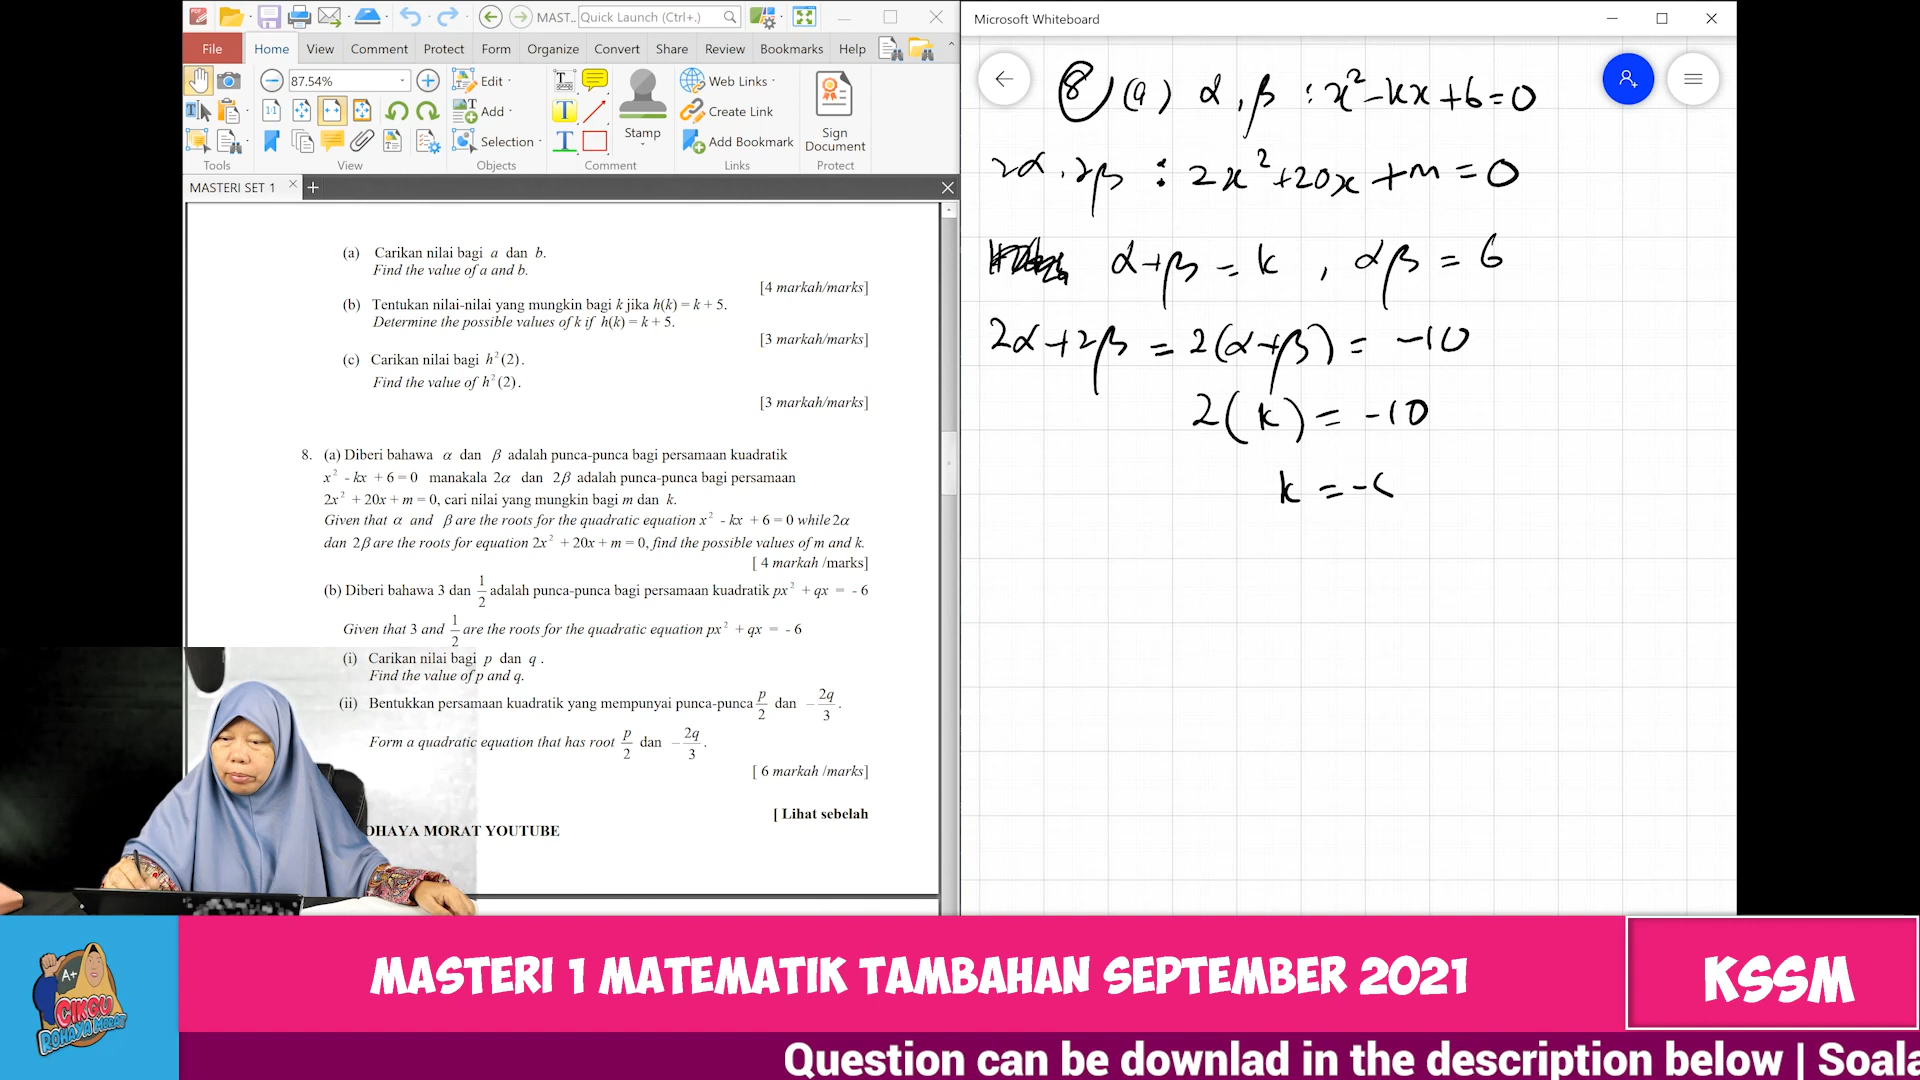 MAST..
Quick Launch (Ctrl+.)
File Home View Comment Protect Form Organize Convert Share Review Bookmarks Help
87.54%
Edit
Add
Selection
Stamp
Web Links
Create Link
Add Bookmark
Sign
Document
Tools
View
Objects
Comment
Links
Protect
MASTERI SET 1
(a) Carikan nilai bagi a dan b.
Find the value of a and b.
[4 markah/marks]
(b) Tentukan nilai-nilai yang mungkin bagi k jika h(k) = k + 5.
Determine the possible values of k if h(k) = k + 5.
[3 markah/marks]
(c) Carikan nilai bagi h²(2).
Find the value of h²(2).
[3 markah/marks]
8. (a) Diberi bahawa α dan β adalah punca-punca bagi persamaan kuadratik
x² - kx + 6 = 0 manakala 2α dan 2β adalah punca-punca bagi persamaan
2x² + 20x + m = 0, cari nilai yang mungkin bagi m dan k.
Given that α and β are the roots for the quadratic equation x² - kx + 6 = 0 while 2α
dan 2β are the roots for equation 2x² + 20x + m = 0, find the possible values of m and k.
[ 4 markah /marks]
(b) Diberi bahawa 3 dan 1/2 adalah punca-punca bagi persamaan kuadratik px² + qx = - 6
Given that 3 and 1/2 are the roots for the quadratic equation px² + qx = - 6
(i) Carikan nilai bagi p dan q .
Find the value of p and q.
(ii) Bentukkan persamaan kuadratik yang mempunyai punca-punca p/2 dan - 2q/3 .
Form a quadratic equation that has root p/2 dan - 2q/3 .
[ 6 markah /marks]
[ Lihat sebelah
OHAYA MORAT YOUTUBE
Microsoft Whiteboard
8 (a) α, β : x² - kx + 6 = 0
2α, 2β : 2x² + 20x + m = 0
α + β = k , αβ = 6
2α + 2β = 2(α + β) = -10
2(k) = -10
k = -
A+
CIKGU
ROHAYA MORAT
MASTERI 1 MATEMATIK TAMBAHAN SEPTEMBER 2021
KSSM
Question can be downlad in the description below | Soala